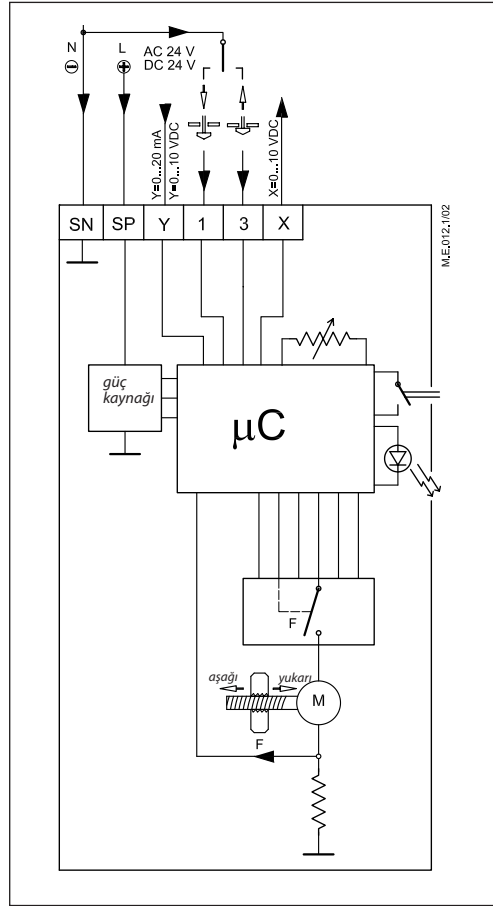 N L AC 24 V
DC 24 V
Y=0...20 mA
Y=0...10 VDC
X=0...10 VDC
SN SP Y 1 3 X
M.E.012.1/02
güç
kaynağı
µC
F
aşağı yukarı
M
F